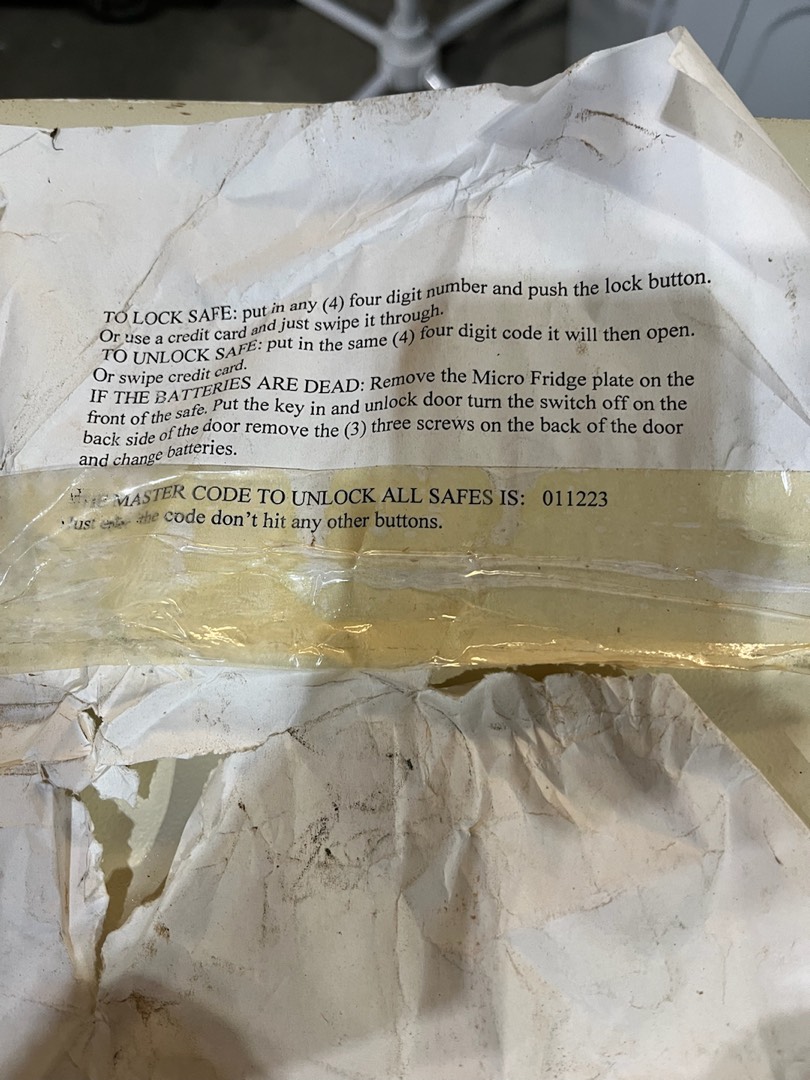 TO LOCK SAFE: put in any (4) four digit number and push the lock button.
Or use a credit card and just swipe it through.
TO UNLOCK SAFE: put in the same (4) four digit code it will then open.
Or swipe credit card.
IF THE BATTERIES ARE DEAD: Remove the Micro Fridge plate on the
front of the safe. Put the key in and unlock door turn the switch off on the
back side of the door remove the (3) three screws on the back of the door
and change batteries.
MASTER CODE TO UNLOCK ALL SAFES IS: 011223
the code don't hit any other buttons.